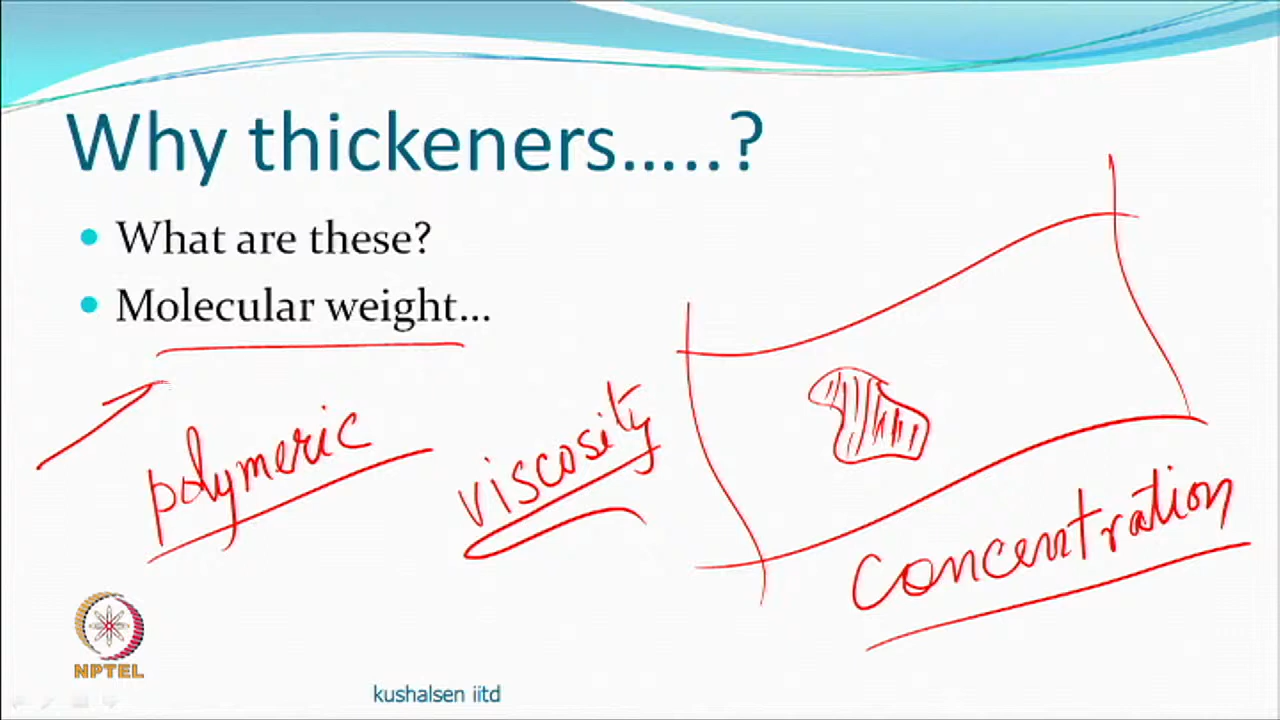 Why thickeners.....?
What are these?
Molecular weight...
polymeric
viscosity
concentration
NPTEL
kushalsen iitd